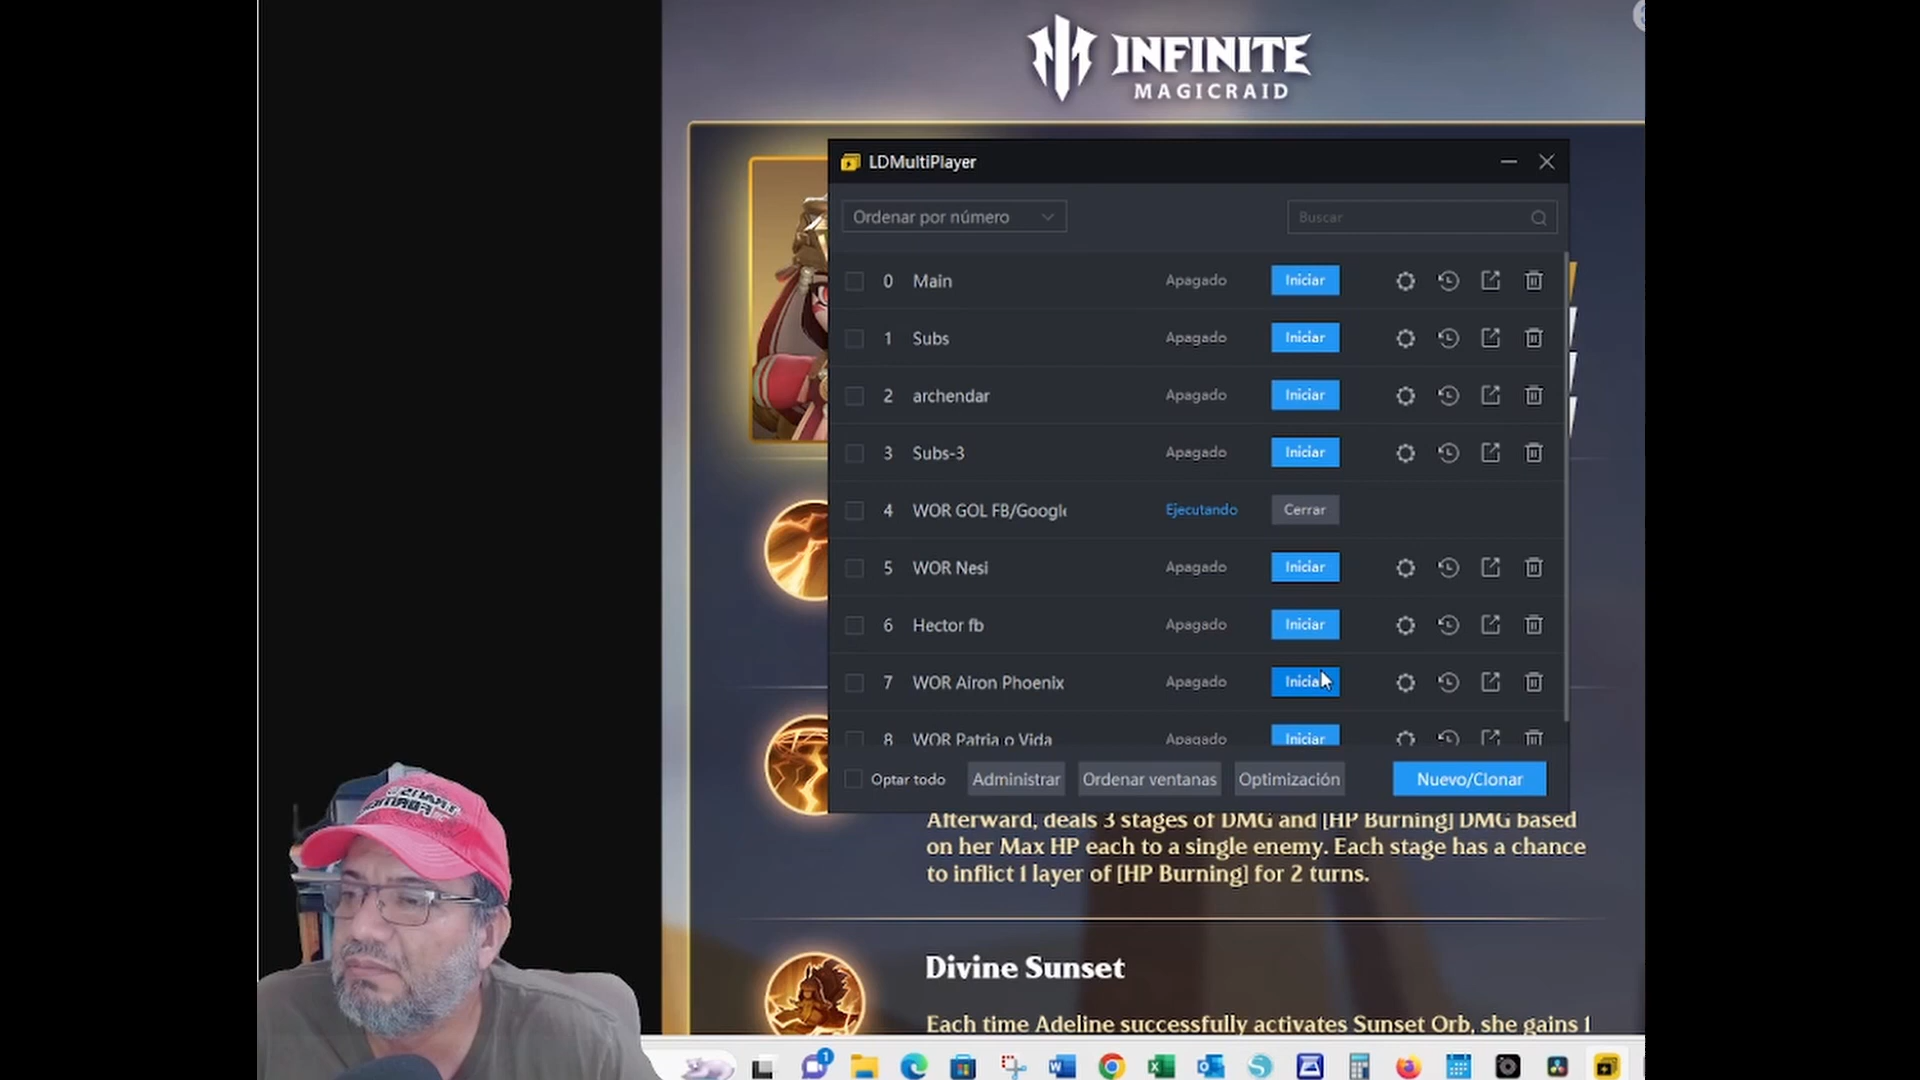 INFINITE
MAGICRAID
LDMultiPlayer
Ordenar por número
Buscar
0 Main Apagado Iniciar
1 Subs Apagado Iniciar
2 archendar Apagado Iniciar
3 Subs-3 Apagado Iniciar
4 WOR GOL FB/Google Ejecutando Cerrar
5 WOR Nesi Apagado Iniciar
6 Hector fb Apagado Iniciar
7 WOR Airon Phoenix Apagado Iniciar
8 WOR Patria o Vida Apagado Iniciar
Optar todo Administrar Ordenar ventanas Optimización Nuevo/Clonar
Afterward, deals 3 stages of DMG and [HP Burning] DMG based
on her Max HP each to a single enemy. Each stage has a chance
to inflict 1 layer of [HP Burning] for 2 turns.
Divine Sunset
Each time Adeline successfully activates Sunset Orb, she gains 1
1